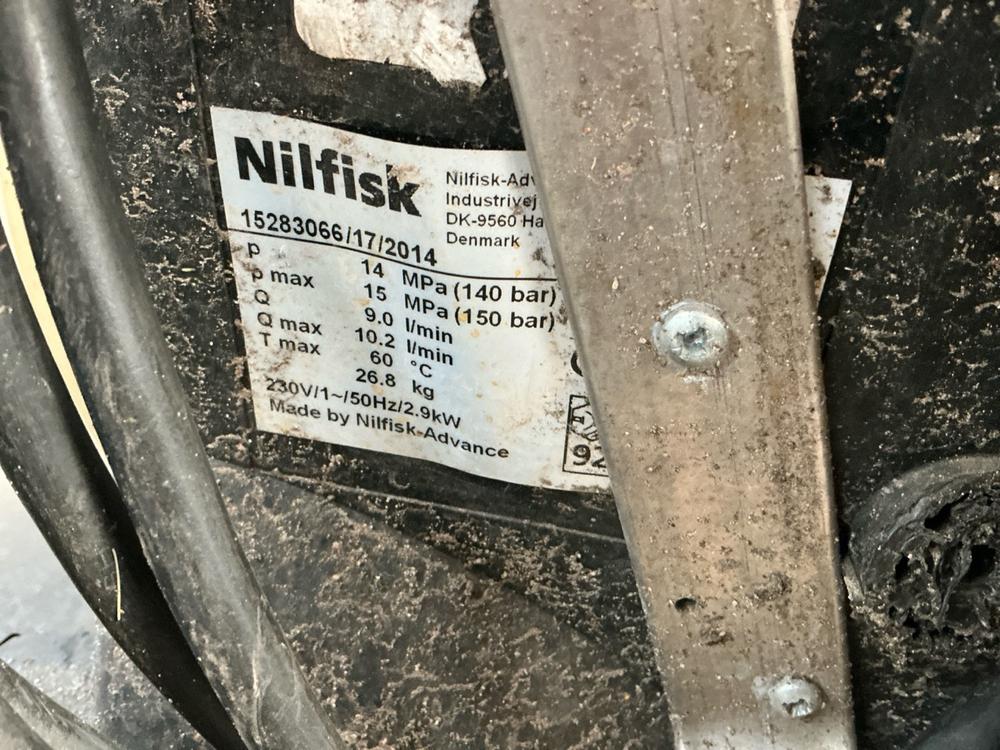 Nilfisk
Nilfisk-Adv
Industrivej
DK-9560 Ha
Denmark
15283066/17/2014
p 14 MPa (140 bar)
p max 15 MPa (150 bar)
Q 9.0 l/min
Q max 10.2 l/min
T max 60 °C
26.8 kg
230V/1~/50Hz/2.9kW
Made by Nilfisk-Advance
92